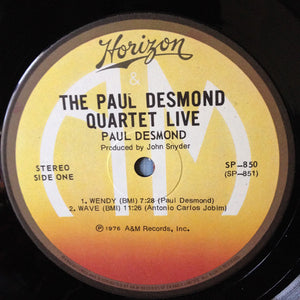 Horizon
&
AM
THE PAUL DESMOND
QUARTET LIVE
PAUL DESMOND
Produced by John Snyder
STEREO
SIDE ONE
SP-850
(SP-851)
1. WENDY (BMI) 7:28 (Paul Desmond)
2. WAVE (BMI) 11:26 (Antonio Carlos Jobim)
℗1976 A&M Records, Inc.